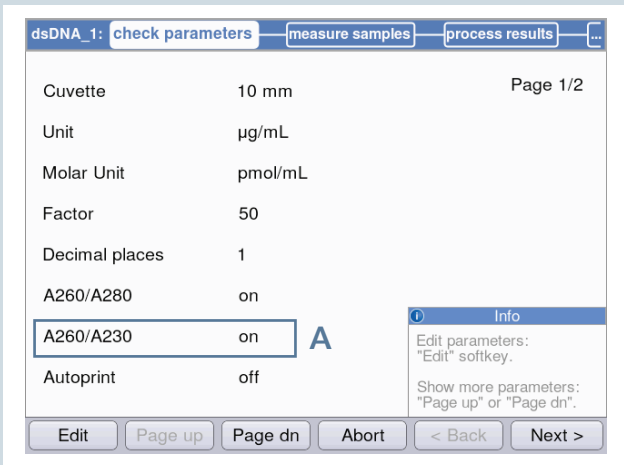 dsDNA_1: check parameters measure samples process results ...
Page 1/2
Cuvette 10 mm
Unit µg/mL
Molar Unit pmol/mL
Factor 50
Decimal places 1
A260/A280 on
A260/A230 on A
Autoprint off
Info
Edit parameters:
"Edit" softkey.
Show more parameters:
"Page up" or "Page dn".
Edit Page up Page dn Abort < Back Next >